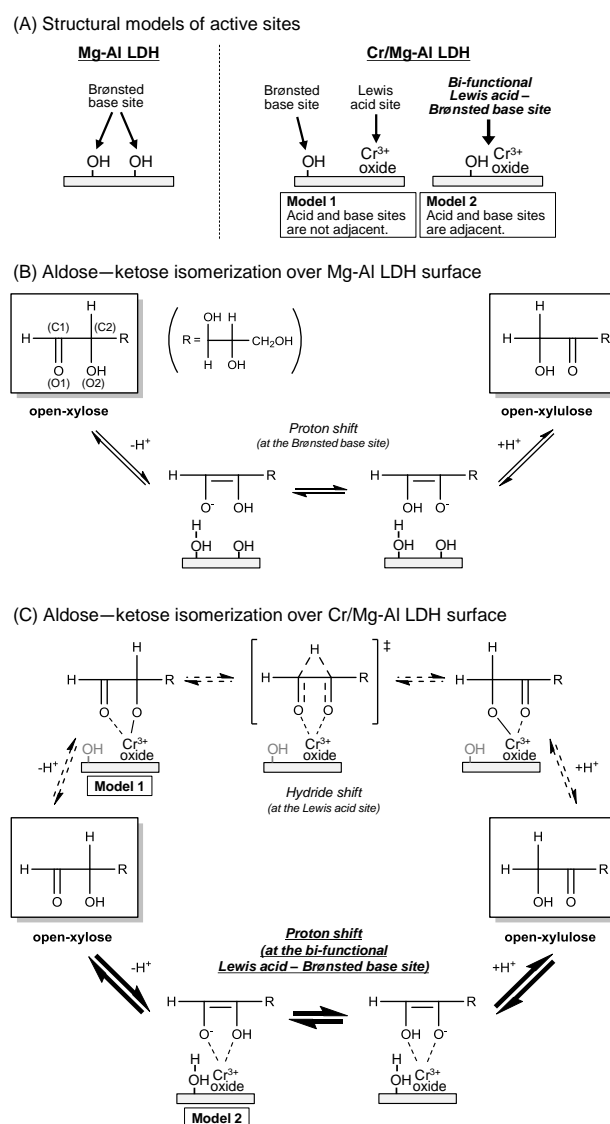 (A) Structural models of active sites
Mg-Al LDH
Cr/Mg-Al LDH
Brønsted
base site
OH OH
Brønsted
base site
Lewis
acid site
Bi-functional
Lewis acid –
Brønsted base site
OH
Cr3+
oxide
OH
Cr3+
oxide
Model 1
Acid and base sites
are not adjacent.
Model 2
Acid and base sites
are adjacent.
(B) Aldose—ketose isomerization over Mg-Al LDH surface
H
H (C1) (C2) R
O OH
(O1) (O2)
open-xylose
OH H
R = CH2OH
H OH
H
H R
OH O
open-xylulose
-H+
Proton shift
(at the Brønsted base site)
+H+
H R
O- OH
H
OH OH
H R
OH O-
H
OH OH
(C) Aldose—ketose isomerization over Cr/Mg-Al LDH surface
H
H R
O O
OH
Cr3+
oxide
Model 1
H
H R
O O
‡
OH
Cr3+
oxide
H
H R
O O
OH
Cr3+
oxide
-H+
Hydride shift
(at the Lewis acid site)
+H+
H
H R
O OH
open-xylose
H
H R
OH O
open-xylulose
-H+
Proton shift
(at the bi-functional
Lewis acid – Brønsted base site)
+H+
H R
O- OH
H
OH
Cr3+
oxide
Model 2
H R
OH O-
H
OH
Cr3+
oxide